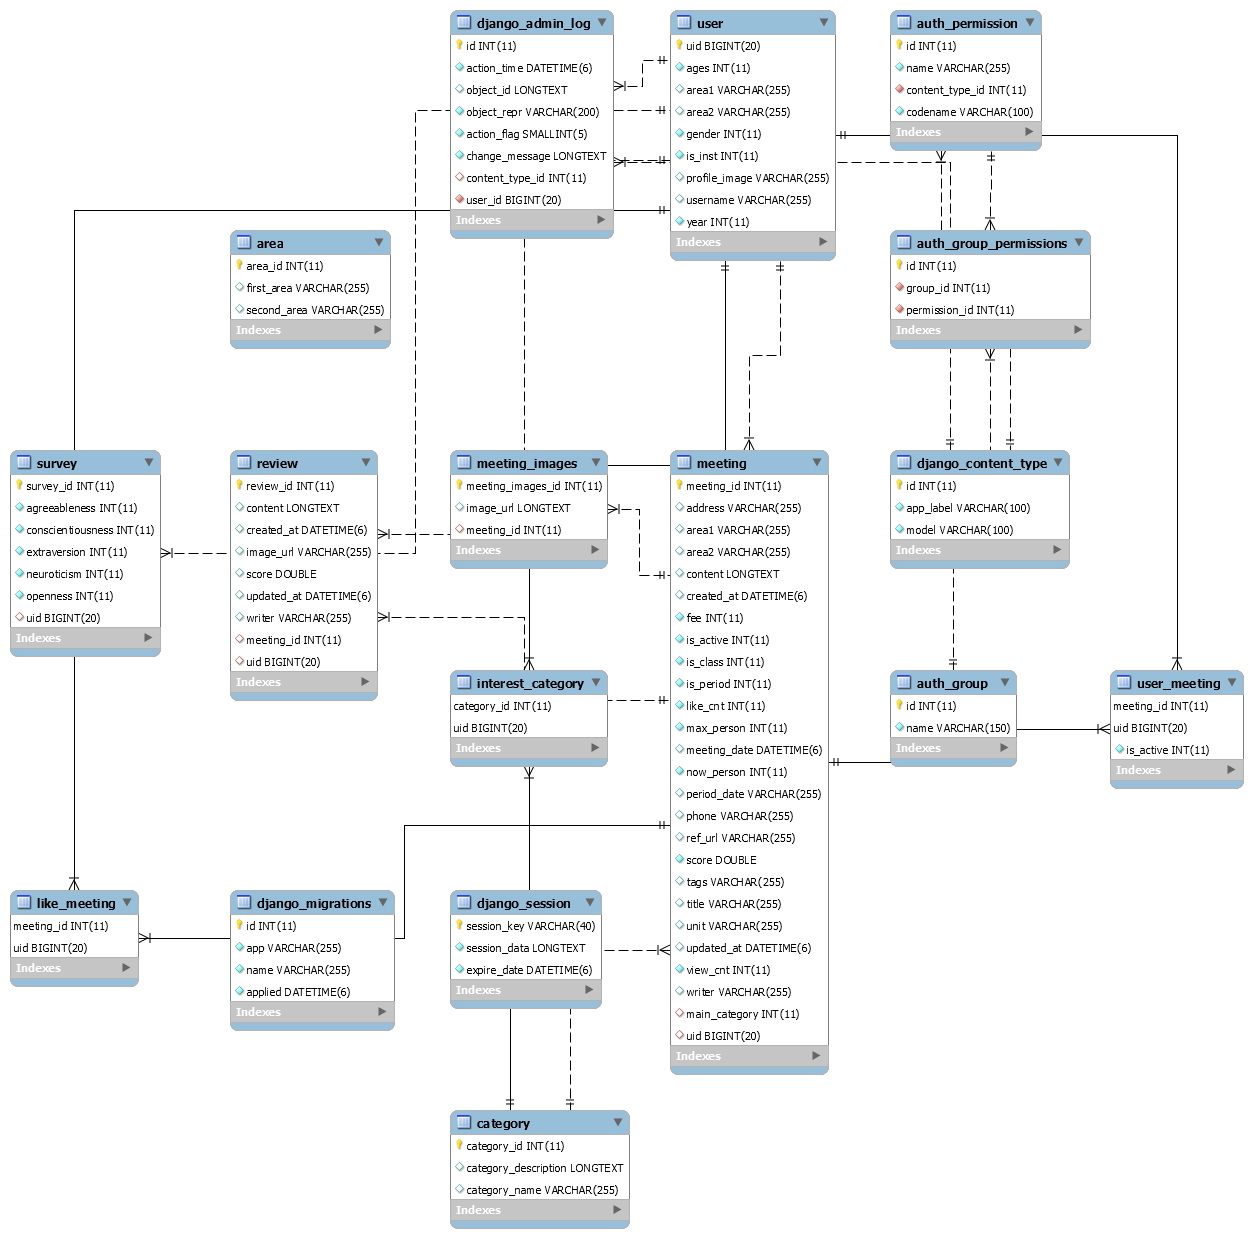 django_admin_log
id INT(11)
action_time DATETIME(6)
object_id LONGTEXT
object_repr VARCHAR(200)
action_flag SMALLINT(5)
change_message LONGTEXT
content_type_id INT(11)
user_id BIGINT(20)
Indexes
user
uid BIGINT(20)
ages INT(11)
area1 VARCHAR(255)
area2 VARCHAR(255)
gender INT(11)
is_inst INT(11)
profile_image VARCHAR(255)
username VARCHAR(255)
year INT(11)
Indexes
auth_permission
id INT(11)
name VARCHAR(255)
content_type_id INT(11)
codename VARCHAR(100)
Indexes
area
area_id INT(11)
first_area VARCHAR(255)
second_area VARCHAR(255)
Indexes
auth_group_permissions
id INT(11)
group_id INT(11)
permission_id INT(11)
Indexes
survey
survey_id INT(11)
agreeableness INT(11)
conscientiousness INT(11)
extraversion INT(11)
neuroticism INT(11)
openness INT(11)
uid BIGINT(20)
Indexes
review
review_id INT(11)
content LONGTEXT
created_at DATETIME(6)
image_url VARCHAR(255)
score DOUBLE
updated_at DATETIME(6)
writer VARCHAR(255)
meeting_id INT(11)
uid BIGINT(20)
Indexes
meeting_images
meeting_images_id INT(11)
image_url LONGTEXT
meeting_id INT(11)
Indexes
meeting
meeting_id INT(11)
address VARCHAR(255)
area1 VARCHAR(255)
area2 VARCHAR(255)
content LONGTEXT
created_at DATETIME(6)
fee INT(11)
is_active INT(11)
is_class INT(11)
is_period INT(11)
like_cnt INT(11)
max_person INT(11)
meeting_date DATETIME(6)
now_person INT(11)
period_date VARCHAR(255)
phone VARCHAR(255)
ref_url VARCHAR(255)
score DOUBLE
tags VARCHAR(255)
title VARCHAR(255)
unit VARCHAR(255)
updated_at DATETIME(6)
view_cnt INT(11)
writer VARCHAR(255)
main_category INT(11)
uid BIGINT(20)
Indexes
django_content_type
id INT(11)
app_label VARCHAR(100)
model VARCHAR(100)
Indexes
interest_category
category_id INT(11)
uid BIGINT(20)
Indexes
auth_group
id INT(11)
name VARCHAR(150)
Indexes
user_meeting
meeting_id INT(11)
uid BIGINT(20)
is_active INT(11)
Indexes
like_meeting
meeting_id INT(11)
uid BIGINT(20)
Indexes
django_migrations
id INT(11)
app VARCHAR(255)
name VARCHAR(255)
applied DATETIME(6)
Indexes
django_session
session_key VARCHAR(40)
session_data LONGTEXT
expire_date DATETIME(6)
Indexes
category
category_id INT(11)
category_description LONGTEXT
category_name VARCHAR(255)
Indexes